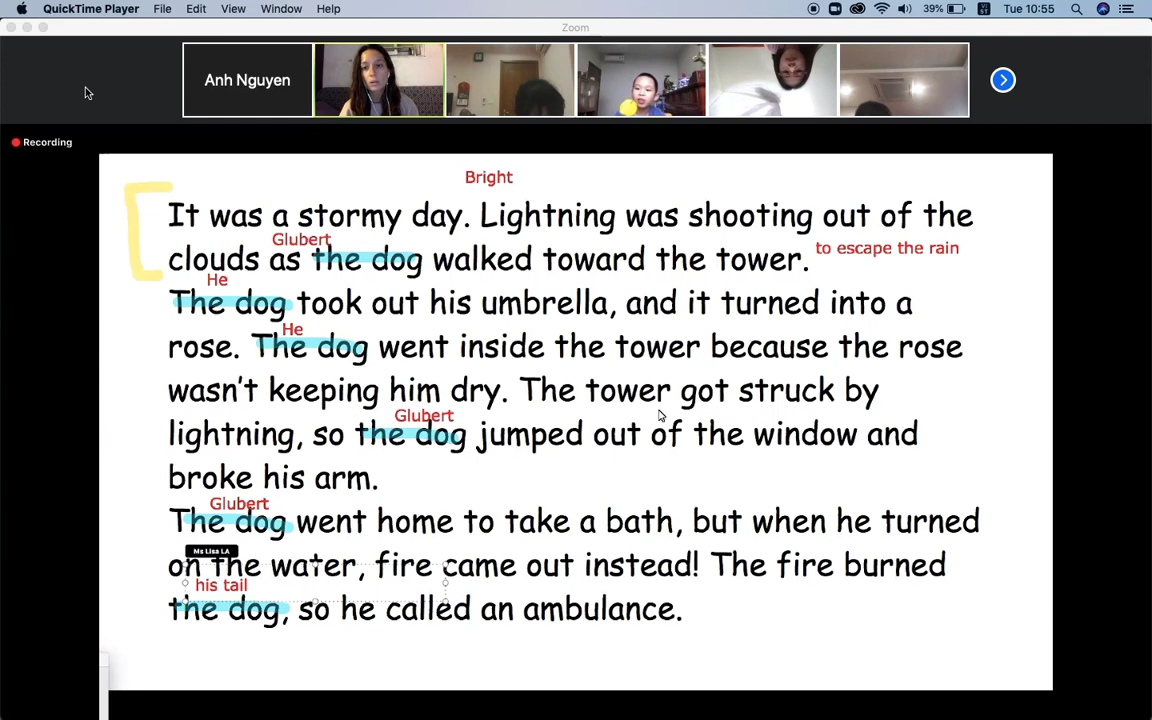 QuickTime Player File Edit View Window Help 39% VI ST Tue 10:55
Zoom
Anh Nguyen
Recording
Bright
It was a stormy day. Lightning was shooting out of the
Glubert
clouds as the dog walked toward the tower. to escape the rain
He
The dog took out his umbrella, and it turned into a
He
rose. The dog went inside the tower because the rose
wasn't keeping him dry. The tower got struck by
Glubert
lightning, so the dog jumped out of the window and
broke his arm.
Glubert
The dog went home to take a bath, but when he turned
Ms Lisa LA
on the water, fire came out instead! The fire burned
his tail
the dog, so he called an ambulance.